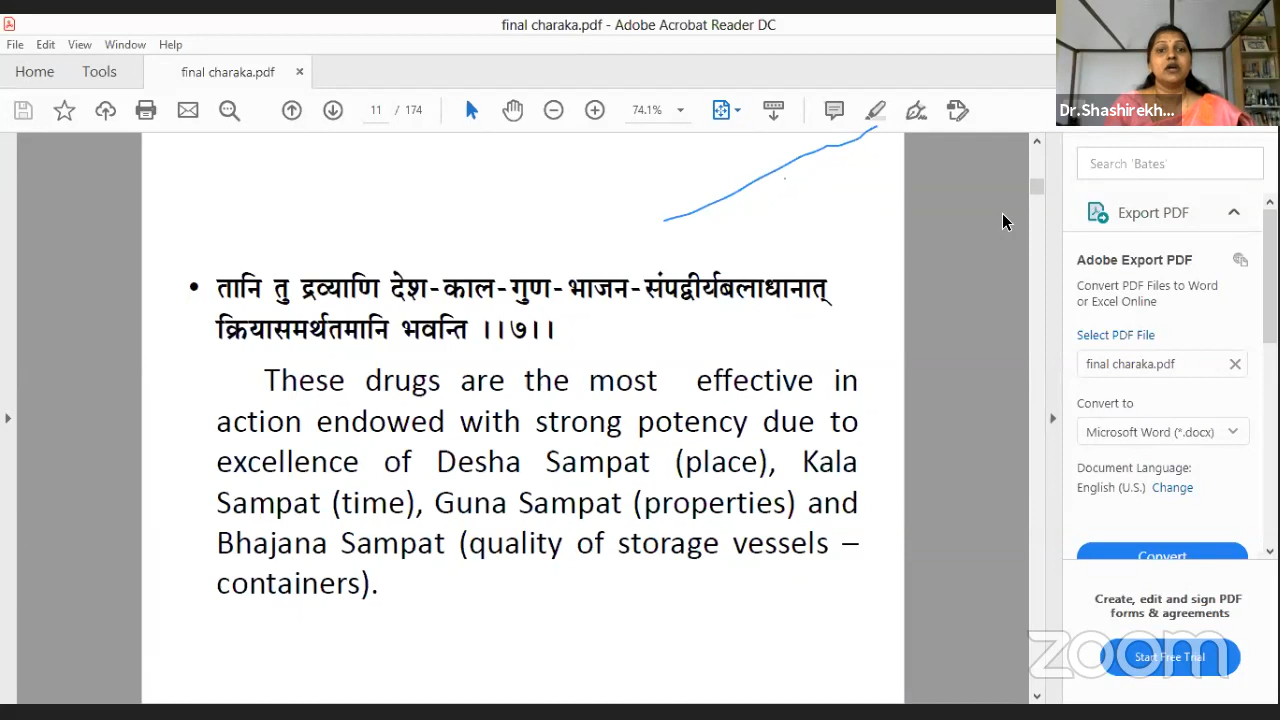 final charaka.pdf - Adobe Acrobat Reader DC
File Edit View Window Help
Home Tools final charaka.pdf ×
11 / 174 74.1%
Dr.Shashirekh...
Search 'Bates'
Export PDF
• तानि तु द्रव्याणि देश-काल-गुण-भाजन-संपद्वीर्यबलाधानात्
क्रियासमर्थतमानि भवन्ति ।।७।।
These drugs are the most effective in
action endowed with strong potency due to
excellence of Desha Sampat (place), Kala
Sampat (time), Guna Sampat (properties) and
Bhajana Sampat (quality of storage vessels –
containers).
Adobe Export PDF
Convert PDF Files to Word
or Excel Online
Select PDF File
final charaka.pdf
Convert to
Microsoft Word (*.docx)
Document Language:
English (U.S.) Change
Convert
Create, edit and sign PDF
forms & agreements
Start Free Trial
zoom